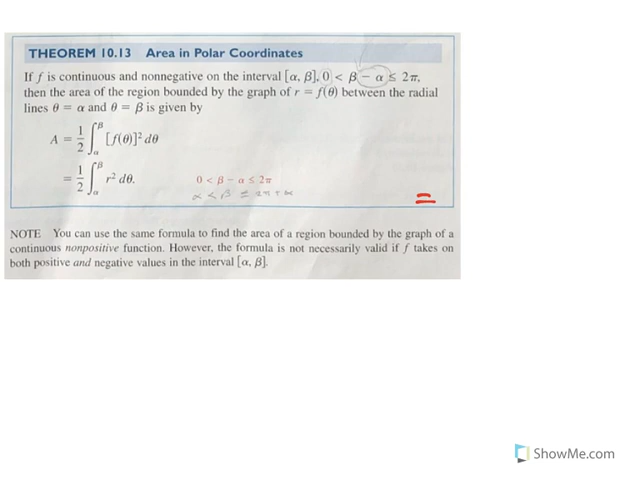 THEOREM 10.13 Area in Polar Coordinates
If f is continuous and nonnegative on the interval [α, β], 0 < β − α ≤ 2π,
then the area of the region bounded by the graph of r = f(θ) between the radial
lines θ = α and θ = β is given by
A = 1/2 ∫_α^β [f(θ)]² dθ
= 1/2 ∫_α^β r² dθ.
0 < β − α ≤ 2π
α < β ≤ 2π + α
NOTE You can use the same formula to find the area of a region bounded by the graph of a
continuous nonpositive function. However, the formula is not necessarily valid if f takes on
both positive and negative values in the interval [α, β].
ShowMe.com